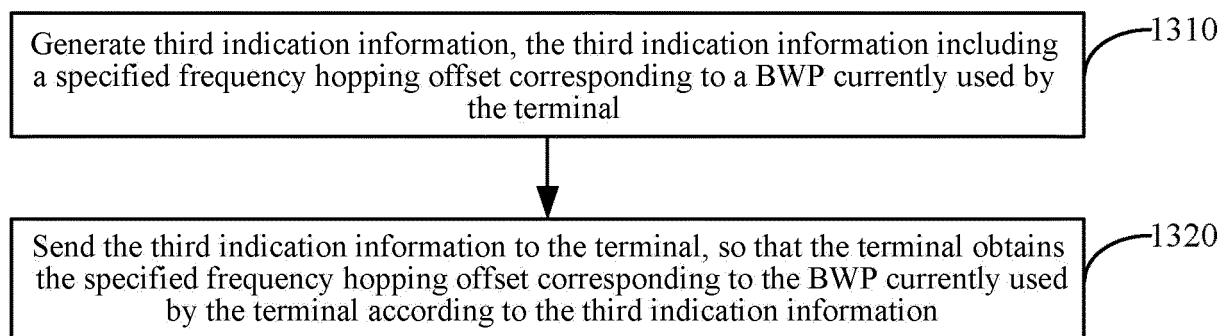 Generate third indication information, the third indication information including
a specified frequency hopping offset corresponding to a BWP currently used by
the terminal
1310
Send the third indication information to the terminal, so that the terminal obtains
the specified frequency hopping offset corresponding to the BWP currently used
by the terminal according to the third indication information
1320